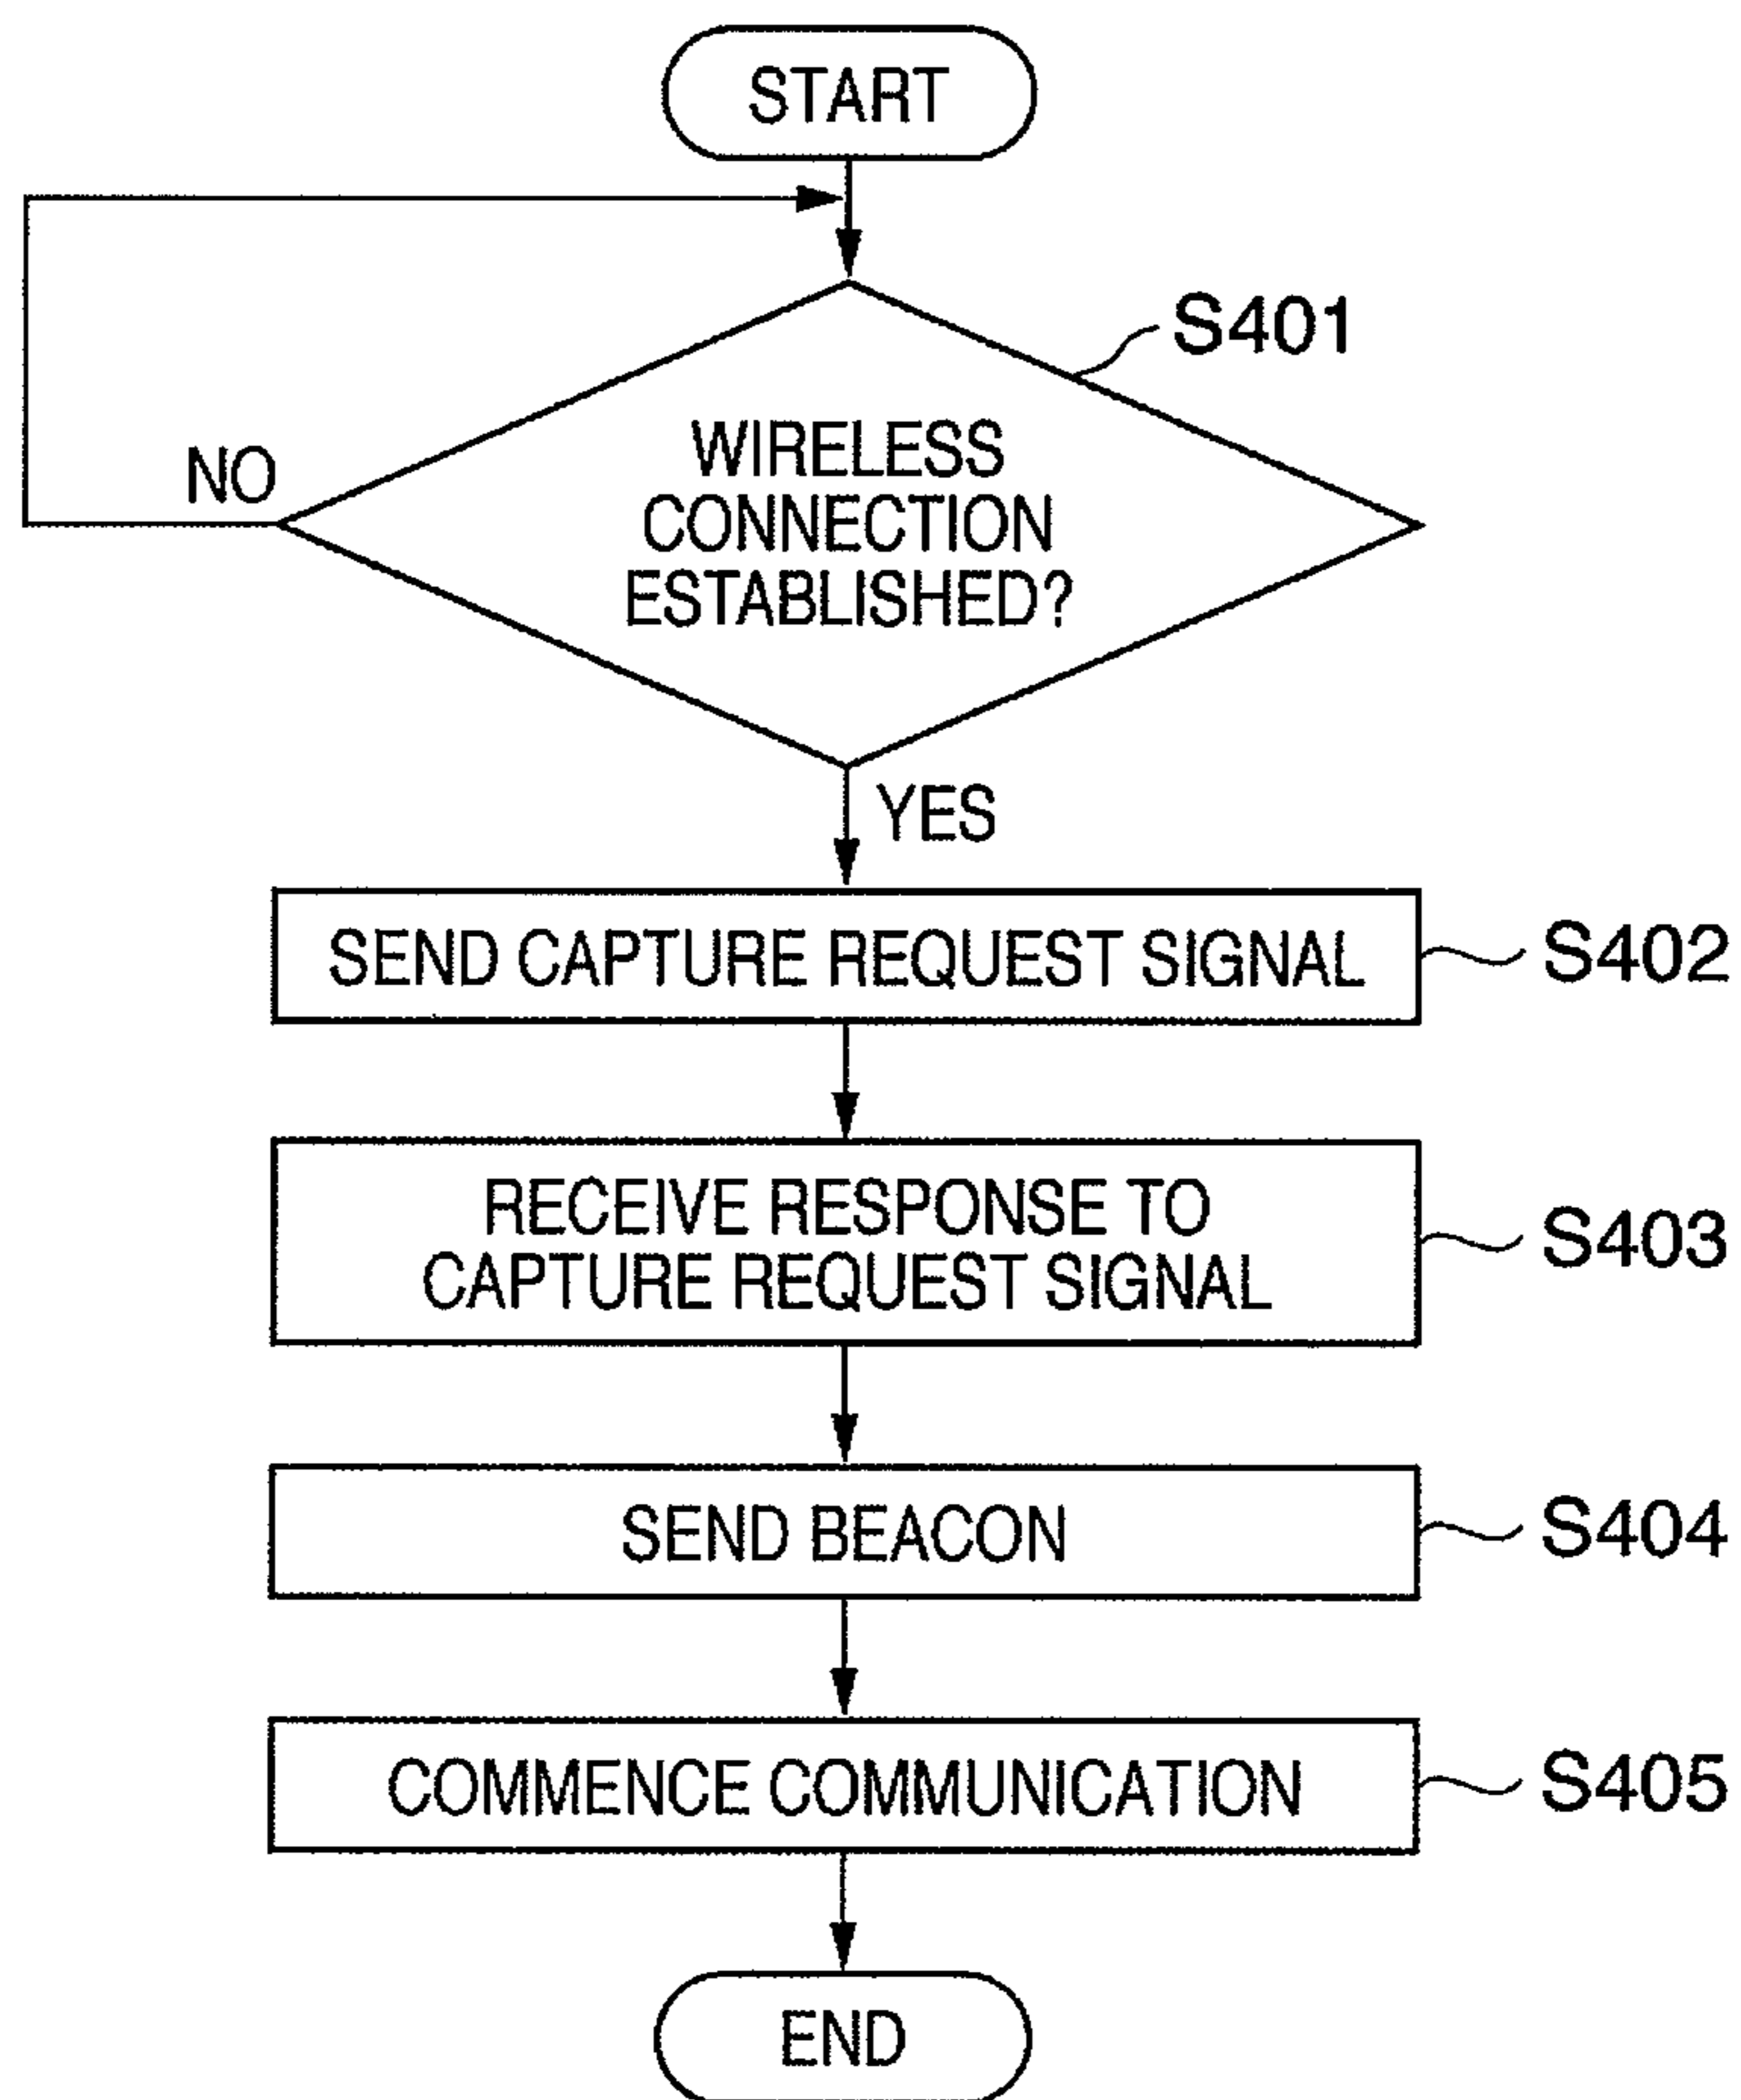 START
S401
WIRELESS
CONNECTION
ESTABLISHED?
NO
YES
SEND CAPTURE REQUEST SIGNAL
S402
RECEIVE RESPONSE TO
CAPTURE REQUEST SIGNAL
S403
SEND BEACON
S404
COMMENCE COMMUNICATION
S405
END